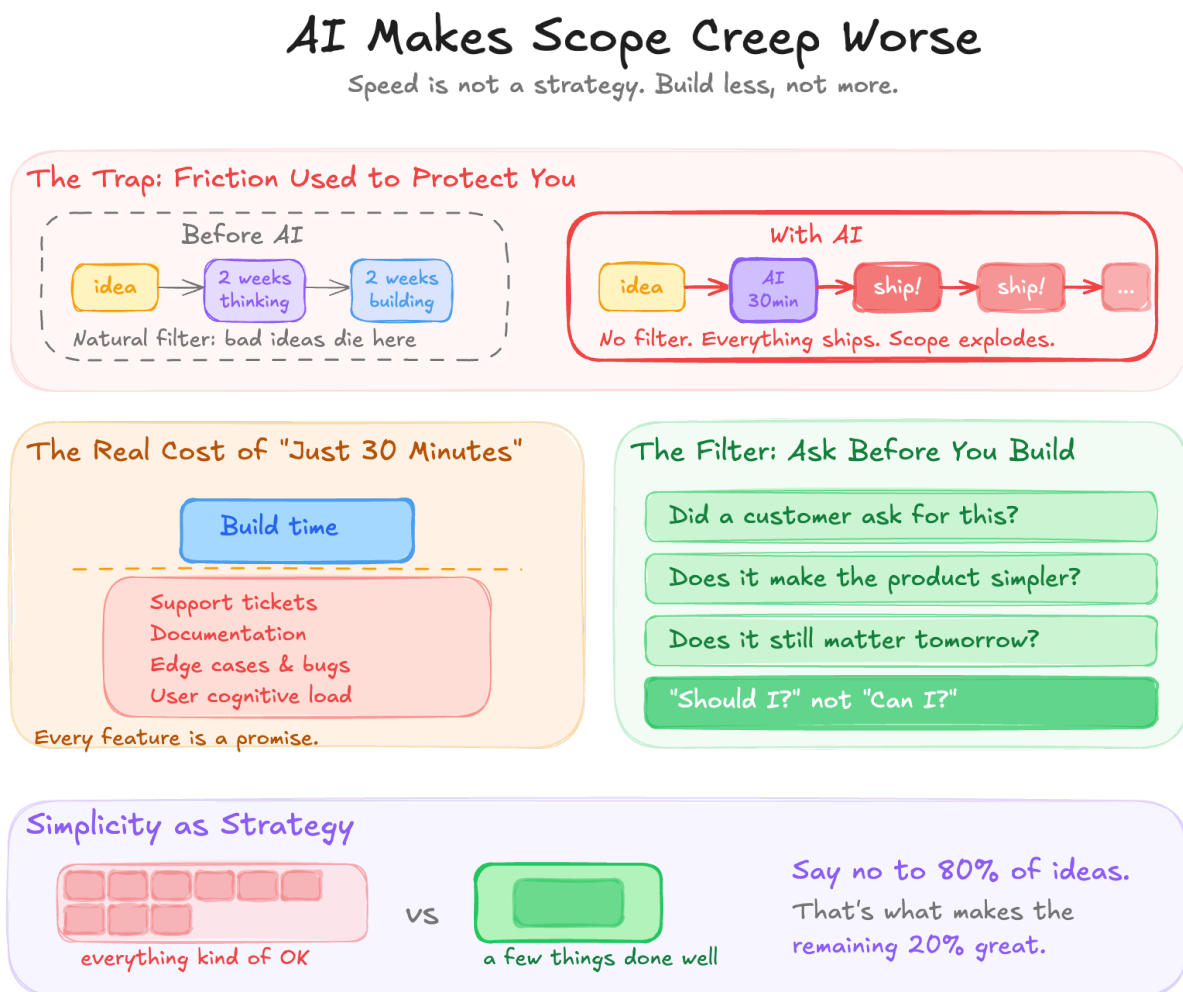 AI Makes Scope Creep Worse
Speed is not a strategy. Build less, not more.
The Trap: Friction Used to Protect You
Before AI
idea
2 weeks
thinking
2 weeks
building
Natural filter: bad ideas die here
With AI
idea
AI
30min
ship!
ship!
...
No filter. Everything ships. Scope explodes.
The Real Cost of "Just 30 Minutes"
Build time
Support tickets
Documentation
Edge cases & bugs
User cognitive load
Every feature is a promise.
The Filter: Ask Before You Build
Did a customer ask for this?
Does it make the product simpler?
Does it still matter tomorrow?
"Should I?" not "Can I?"
Simplicity as Strategy
everything kind of OK
vs
a few things done well
Say no to 80% of ideas.
That's what makes the
remaining 20% great.